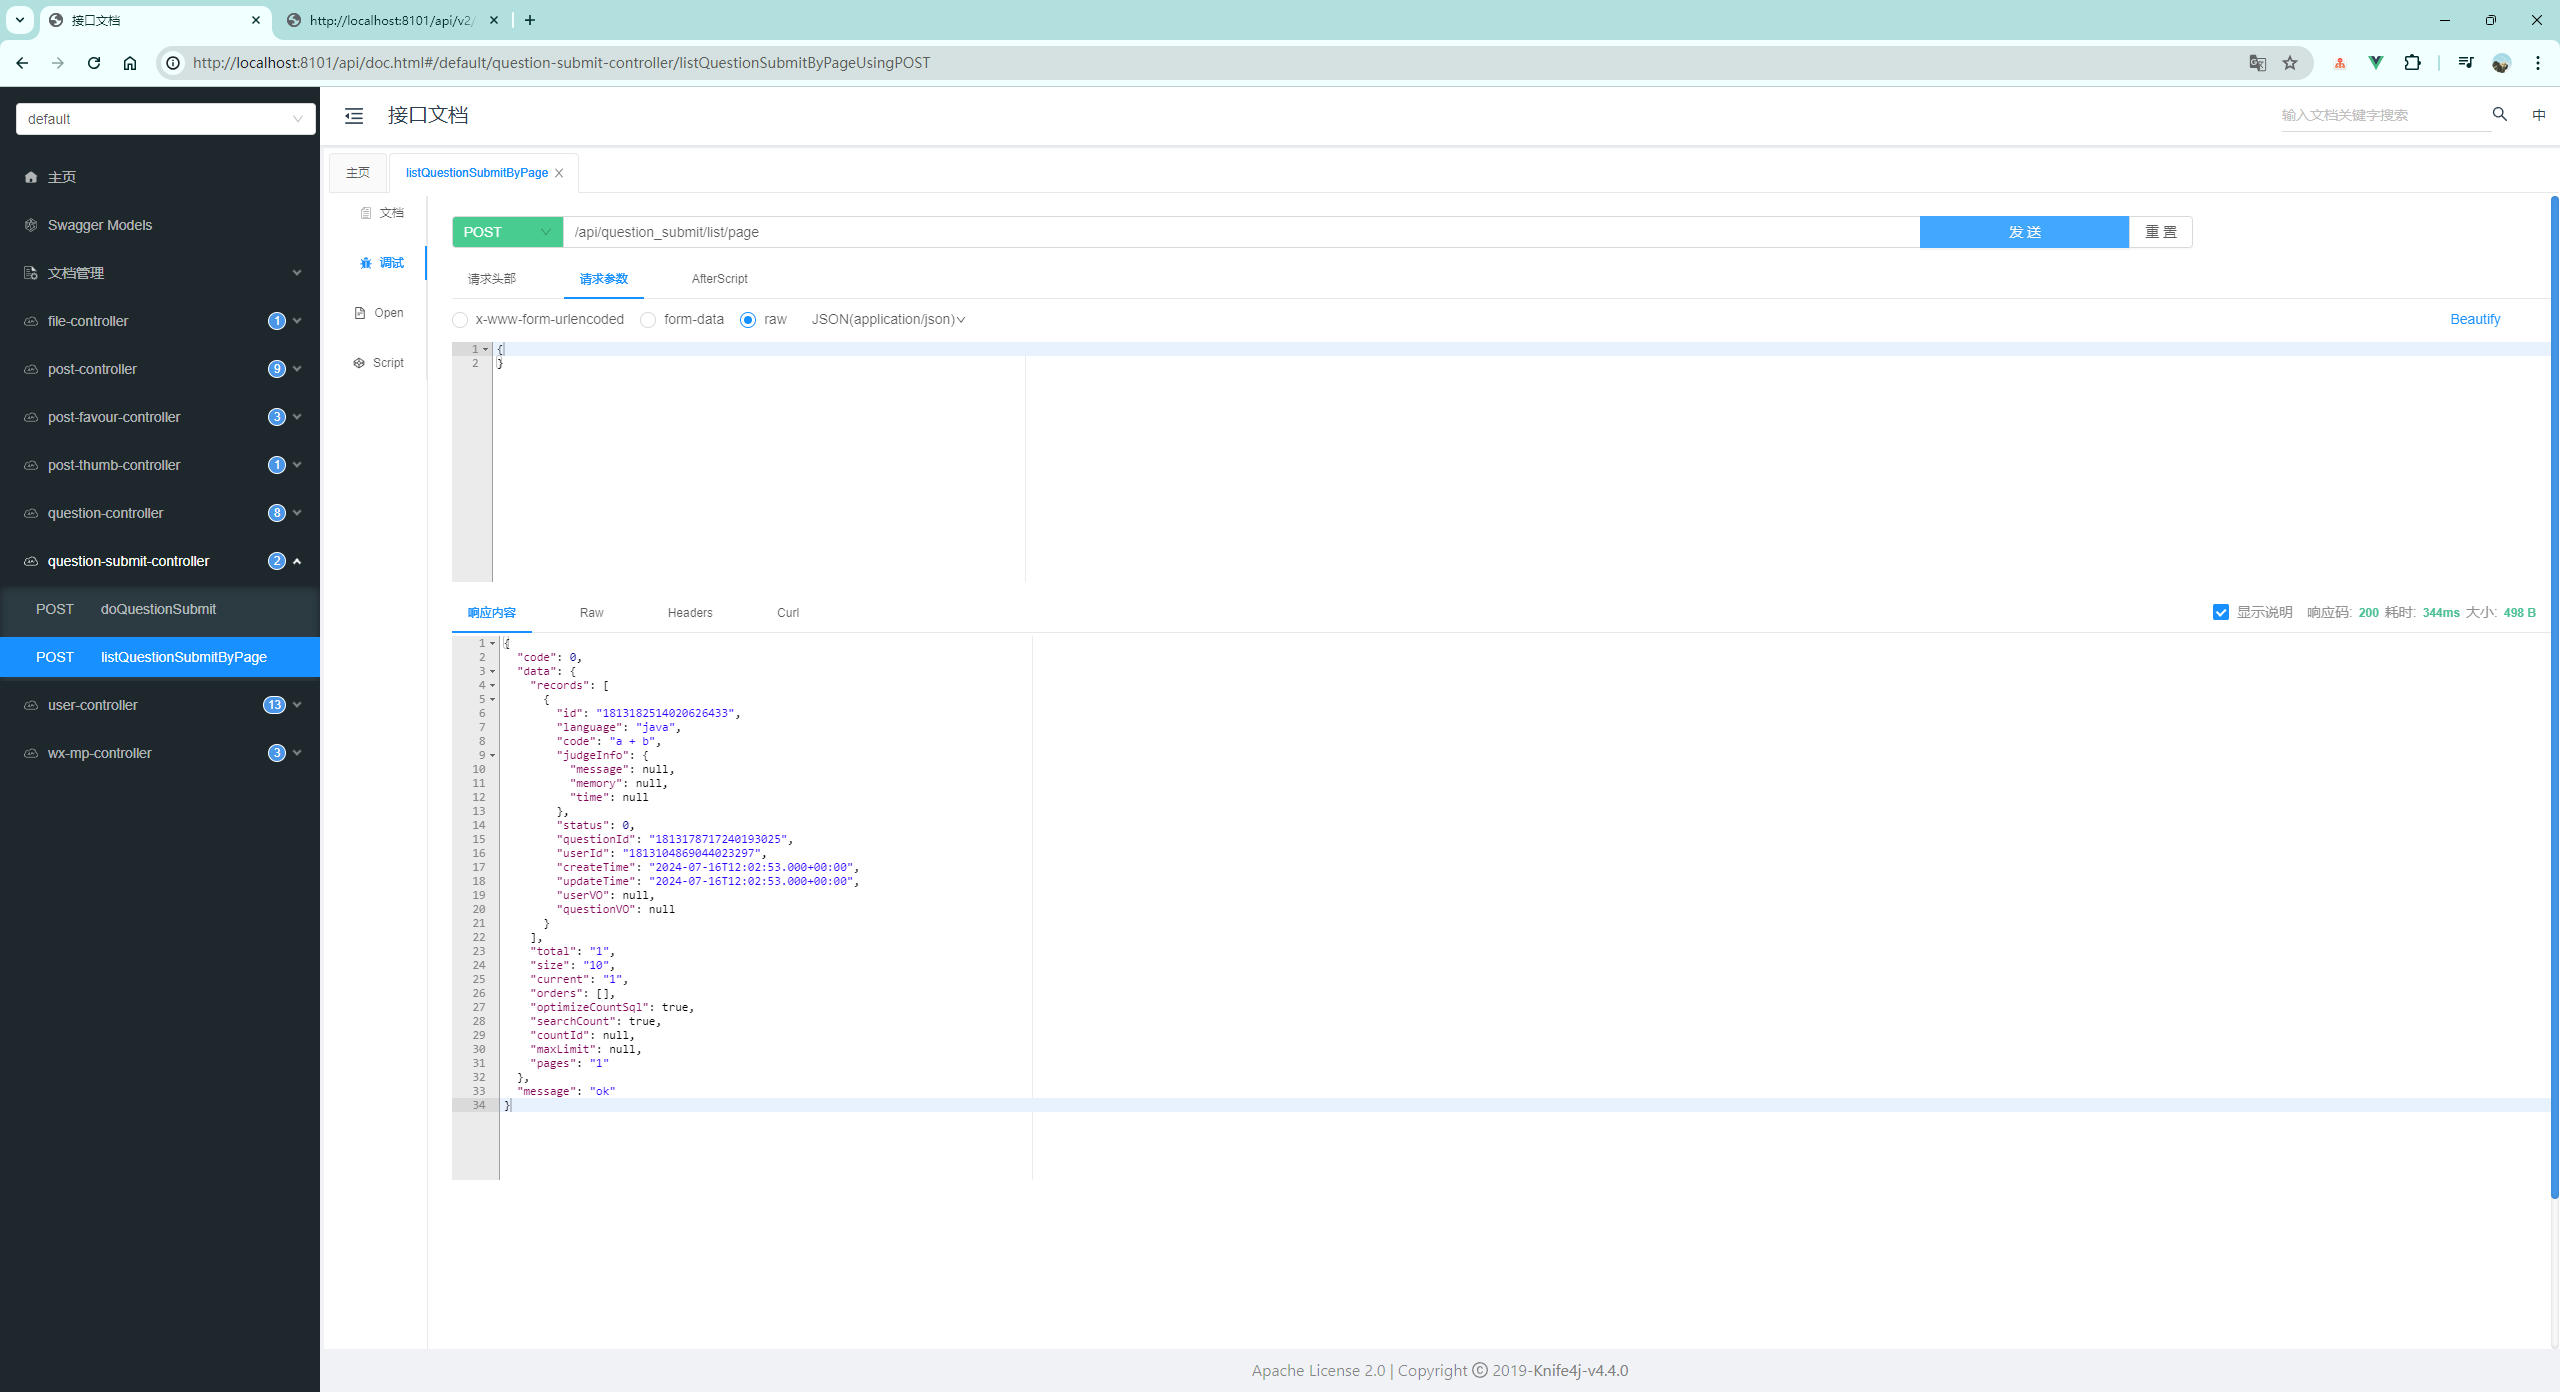 接口文档
http://localhost:8101/api/v2/
http://localhost:8101/api/doc.html#/default/question-submit-controller/listQuestionSubmitByPageUsingPOST
default
主页
Swagger Models
文档管理
file-controller 1
post-controller 9
post-favour-controller 3
post-thumb-controller 1
question-controller 8
question-submit-controller 2
POST doQuestionSubmit
POST listQuestionSubmitByPage
user-controller 13
wx-mp-controller 3
接口文档
输入文档关键字搜索
中
主页 listQuestionSubmitByPage
文档
调试
Open
Script
POST /api/question_submit/list/page 发 送 重 置
请求头部 请求参数 AfterScript
x-www-form-urlencoded form-data raw JSON(application/json) Beautify
1 {
2 }
响应内容 Raw Headers Curl 显示说明 响应码: 200 耗时: 344ms 大小: 498 B
1 {
2 "code": 0,
3 "data": {
4 "records": [
5 {
6 "id": "1813182514020626433",
7 "language": "java",
8 "code": "a + b",
9 "judgeInfo": {
10 "message": null,
11 "memory": null,
12 "time": null
13 },
14 "status": 0,
15 "questionId": "1813178717240193025",
16 "userId": "1813104869044023297",
17 "createTime": "2024-07-16T12:02:53.000+00:00",
18 "updateTime": "2024-07-16T12:02:53.000+00:00",
19 "userVO": null,
20 "questionVO": null
21 }
22 ],
23 "total": "1",
24 "size": "10",
25 "current": "1",
26 "orders": [],
27 "optimizeCountSql": true,
28 "searchCount": true,
29 "countId": null,
30 "maxLimit": null,
31 "pages": "1"
32 },
33 "message": "ok"
34 }
Apache License 2.0 | Copyright © 2019-Knife4j-v4.4.0